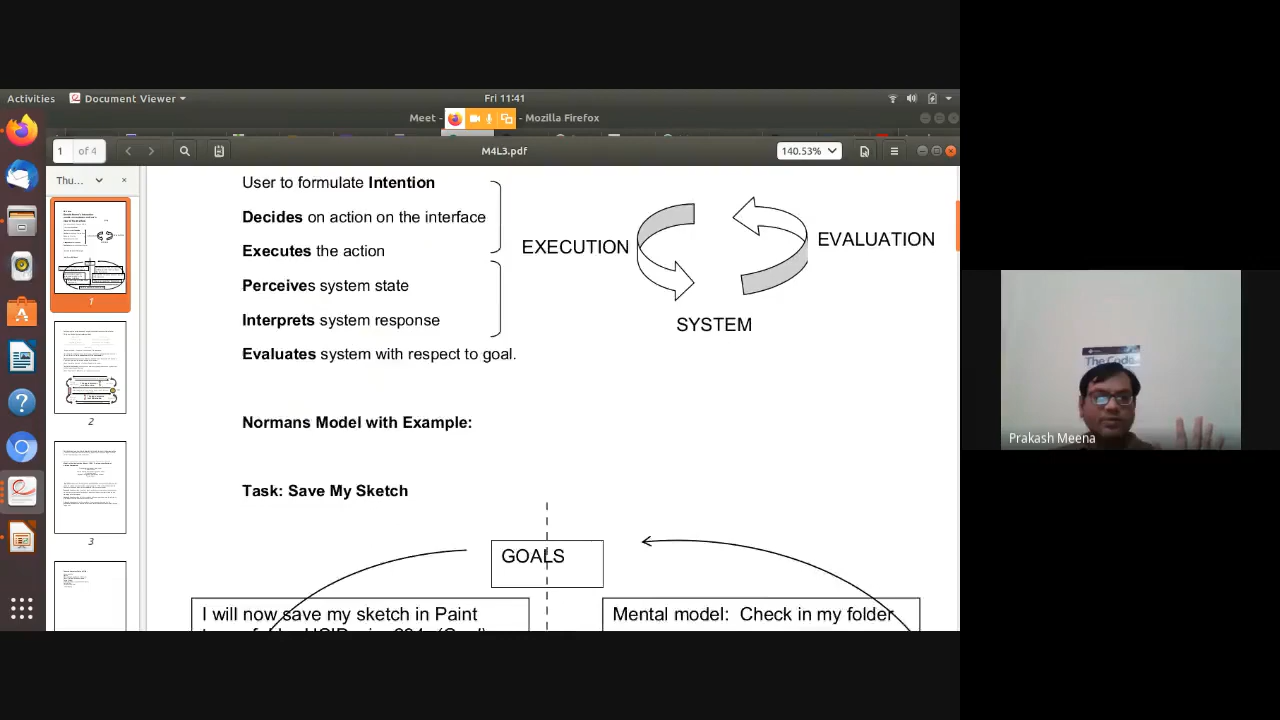 Activities
Document Viewer
Fri 11:41
Meet -
- Mozilla Firefox
1 of 4
M4L3.pdf
140.53%
Thu...
User to formulate Intention
Decides on action on the interface
Executes the action
Perceives system state
Interprets system response
Evaluates system with respect to goal.
EXECUTION
EVALUATION
SYSTEM
Normans Model with Example:
Task: Save My Sketch
GOALS
I will now save my sketch in Paint
Mental model: Check in my folder
1
2
3
The Code
Prakash Meena